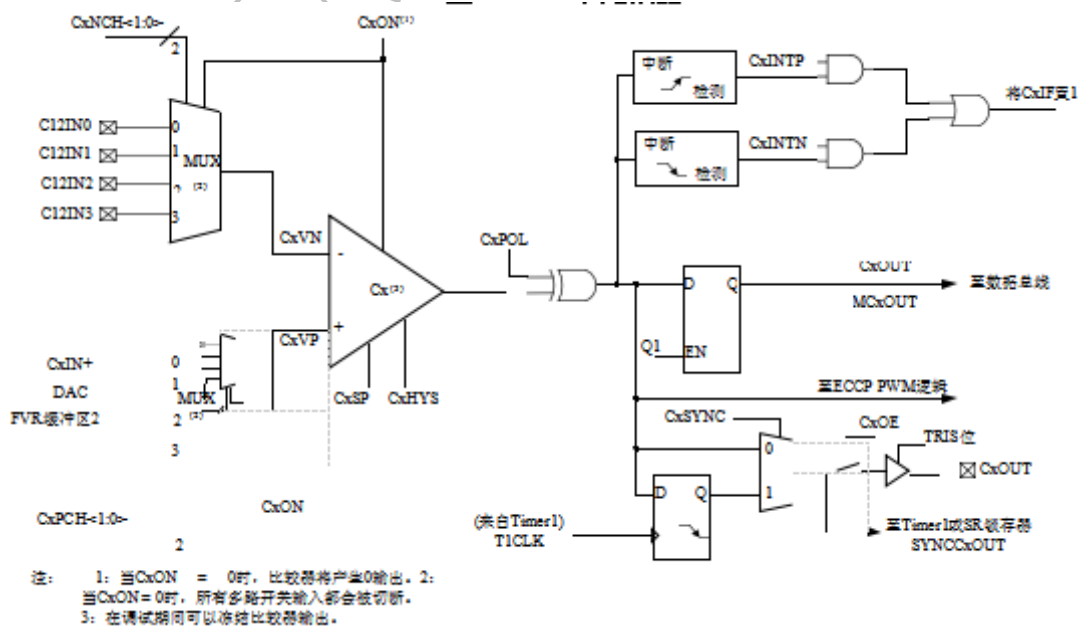 CxNCH<1:0>
2
CxON(1)
C12IN0
C12IN1
C12IN2
C12IN3
0
1
MUX
(2)
3
CxVN
-
Cx(3)
+
CxVP
CxSP
CxHYS
CxIN+
DAC
FVR缓冲区2
0
1
MUX
(2)
2
3
CxON
CxPCH<1:0>
2
CxPOL
中断
检测
CxINTP
中断
检测
CxINTN
将CxIF置1
D
Q
Q1
EN
CxOUT
MCxOUT
至数据总线
至ECCP PWM逻辑
CxSYNC
0
1
CxOE
TRIS位
CxOUT
D
Q
(来自Timer1)
T1CLK
至Timer1或SR锁存器
SYNCCxOUT
注: 1: 当CxON = 0时,比较器将产生0输出。2:
当CxON = 0时,所有多路开关输入都会被切断。
3: 在调试期间可以冻结比较器输出。